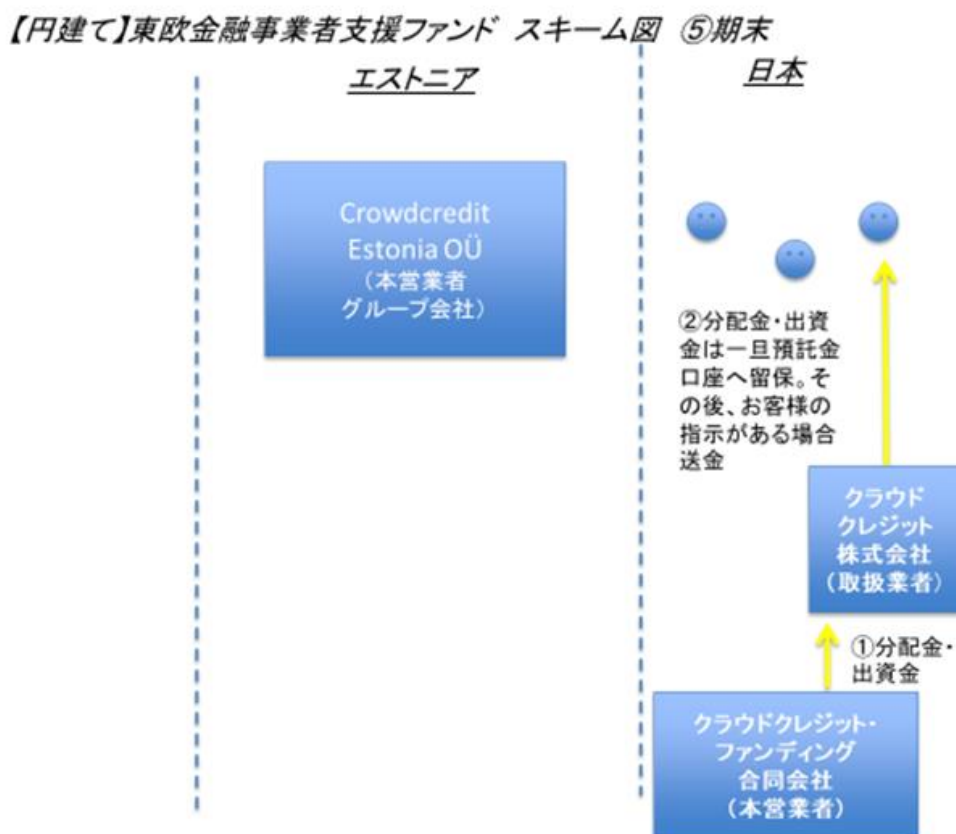 【円建て】東欧金融事業者支援ファンド スキーム図 ⑤期末
エストニア
日本
Crowdcredit
Estonia OÜ
（本営業者
グループ会社）
②分配金・出資
金は一旦預託金
口座へ留保。そ
の後、お客様の
指示がある場合
送金
クラウド
クレジット
株式会社
（取扱業者）
①分配金・
出資金
クラウドクレジット・
ファンディング
合同会社
（本営業者）